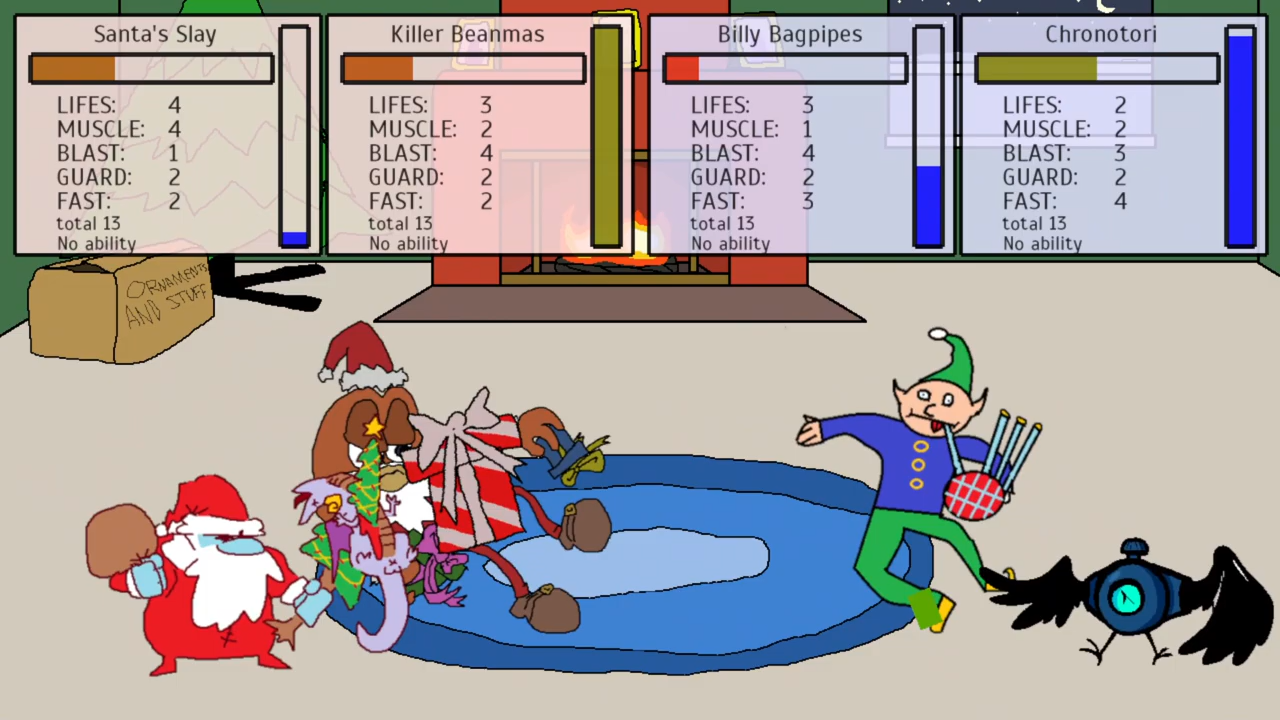 Santa's Slay
LIFES: 4
MUSCLE: 4
BLAST: 1
GUARD: 2
FAST: 2
total 13
No ability
Killer Beanmas
LIFES: 3
MUSCLE: 2
BLAST: 4
GUARD: 2
FAST: 2
total 13
No ability
Billy Bagpipes
LIFES: 3
MUSCLE: 1
BLAST: 4
GUARD: 2
FAST: 3
total 13
No ability
Chronotori
LIFES: 2
MUSCLE: 2
BLAST: 3
GUARD: 2
FAST: 4
total 13
No ability
ORNAMENTS
AND STUFF